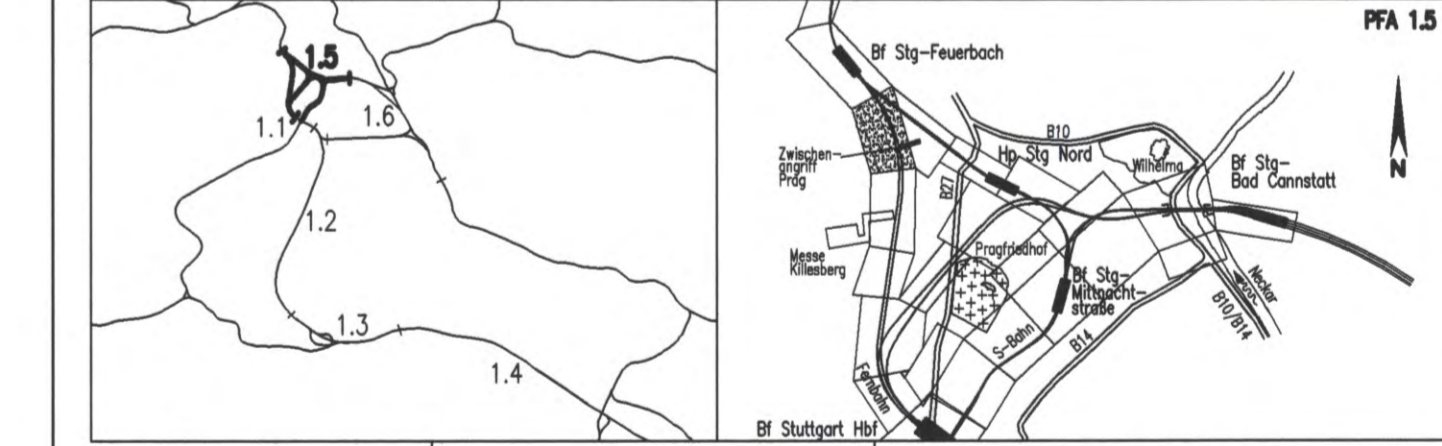 1.5
1.1
1.6
1.2
1.3
1.4
PFA 1.5
Bf Stg-Feuerbach
B10
Hp Stg Nord
Wilhelma
Bf Stg-
Bad Cannstatt
N
Zwischen-
angriff
Prag
B27
Messe
Killesberg
Pragfriedhof
Bf Stg-
Mittnacht-
straße
Neckar
B10/B14
S-Bahn
B14
Fernbahn
Bf Stuttgart Hbf